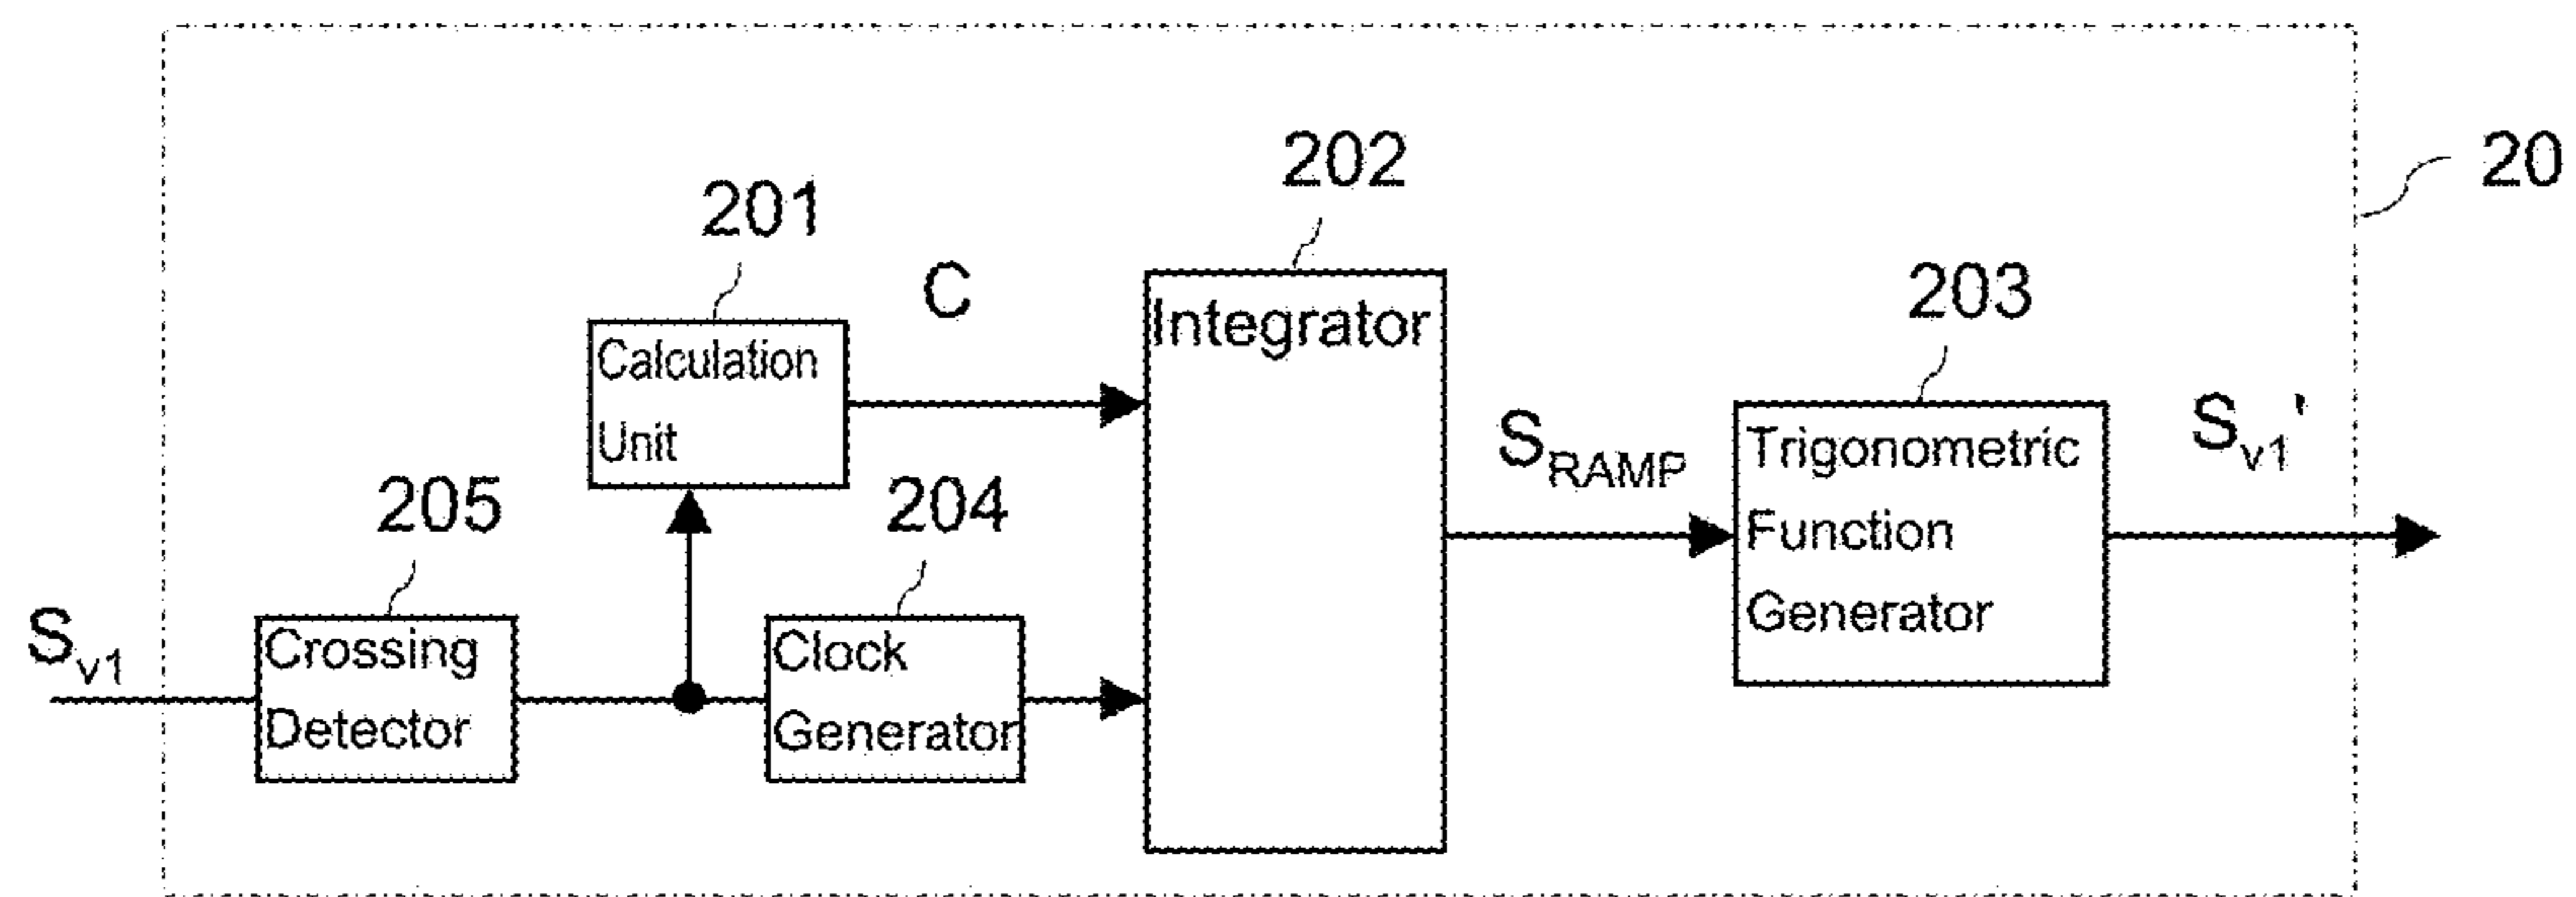 202
20
201
C
Integrator
203
Calculation
Unit
S_RAMP
Trigonometric
Function
Generator
S_v1'
205
204
S_v1
Crossing
Detector
Clock
Generator